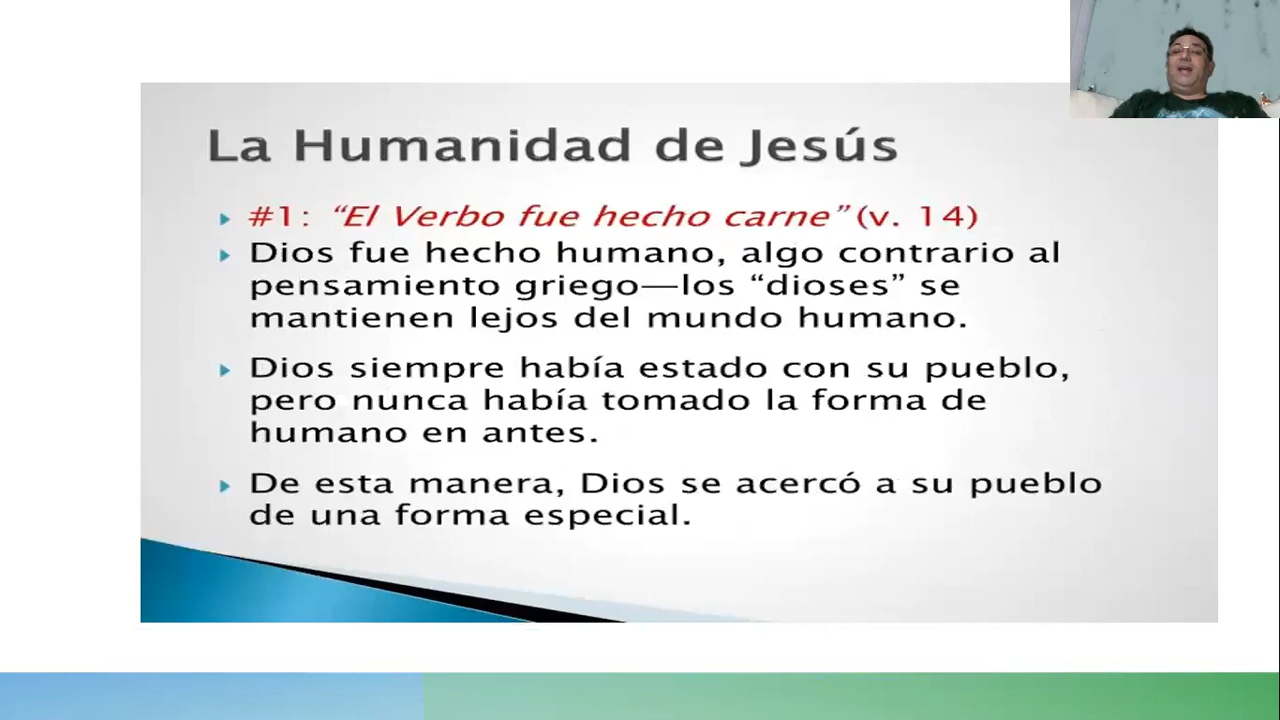 La Humanidad de Jesús
#1: “El Verbo fue hecho carne” (v. 14)
Dios fue hecho humano, algo contrario al
pensamiento griego—los “dioses” se
mantienen lejos del mundo humano.
Dios siempre había estado con su pueblo,
pero nunca había tomado la forma de
humano en antes.
De esta manera, Dios se acercó a su pueblo
de una forma especial.